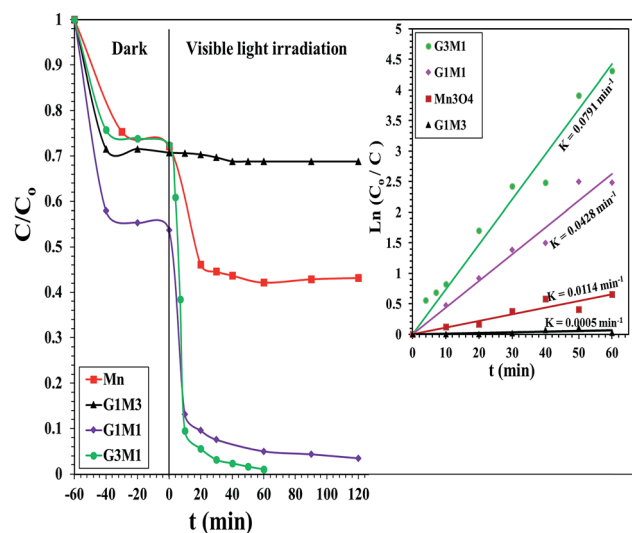 Dark
Visible light irradiation
C/Co
1
0.9
0.8
0.7
0.6
0.5
0.4
0.3
0.2
0.1
0
-60 -40 -20 0 20 40 60 80 100 120
t (min)
Mn
G1M3
G1M1
G3M1
Ln (Co / C)
5
4.5
4
3.5
3
2.5
2
1.5
1
0.5
0
0 10 20 30 40 50 60
t (min)
G3M1
G1M1
Mn3O4
G1M3
K = 0.0791 min-1
K = 0.0428 min-1
K = 0.0114 min-1
K = 0.0005 min-1